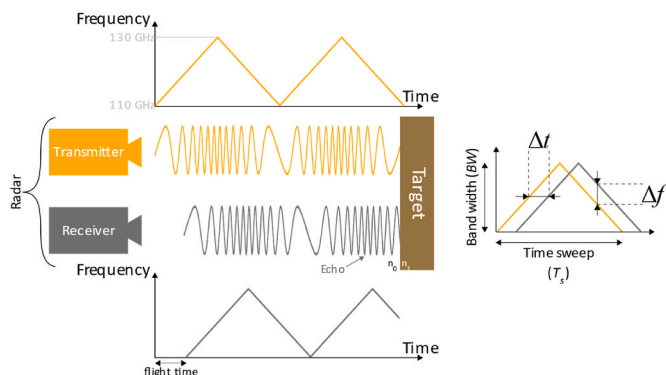 Frequency
130 GHz
110 GHz
Time
Radar
Transmitter
Receiver
Target
Echo
n0 n1
Frequency
Time
flight time
Band width (BW)
Δt
Δf
Time sweep
(Ts)